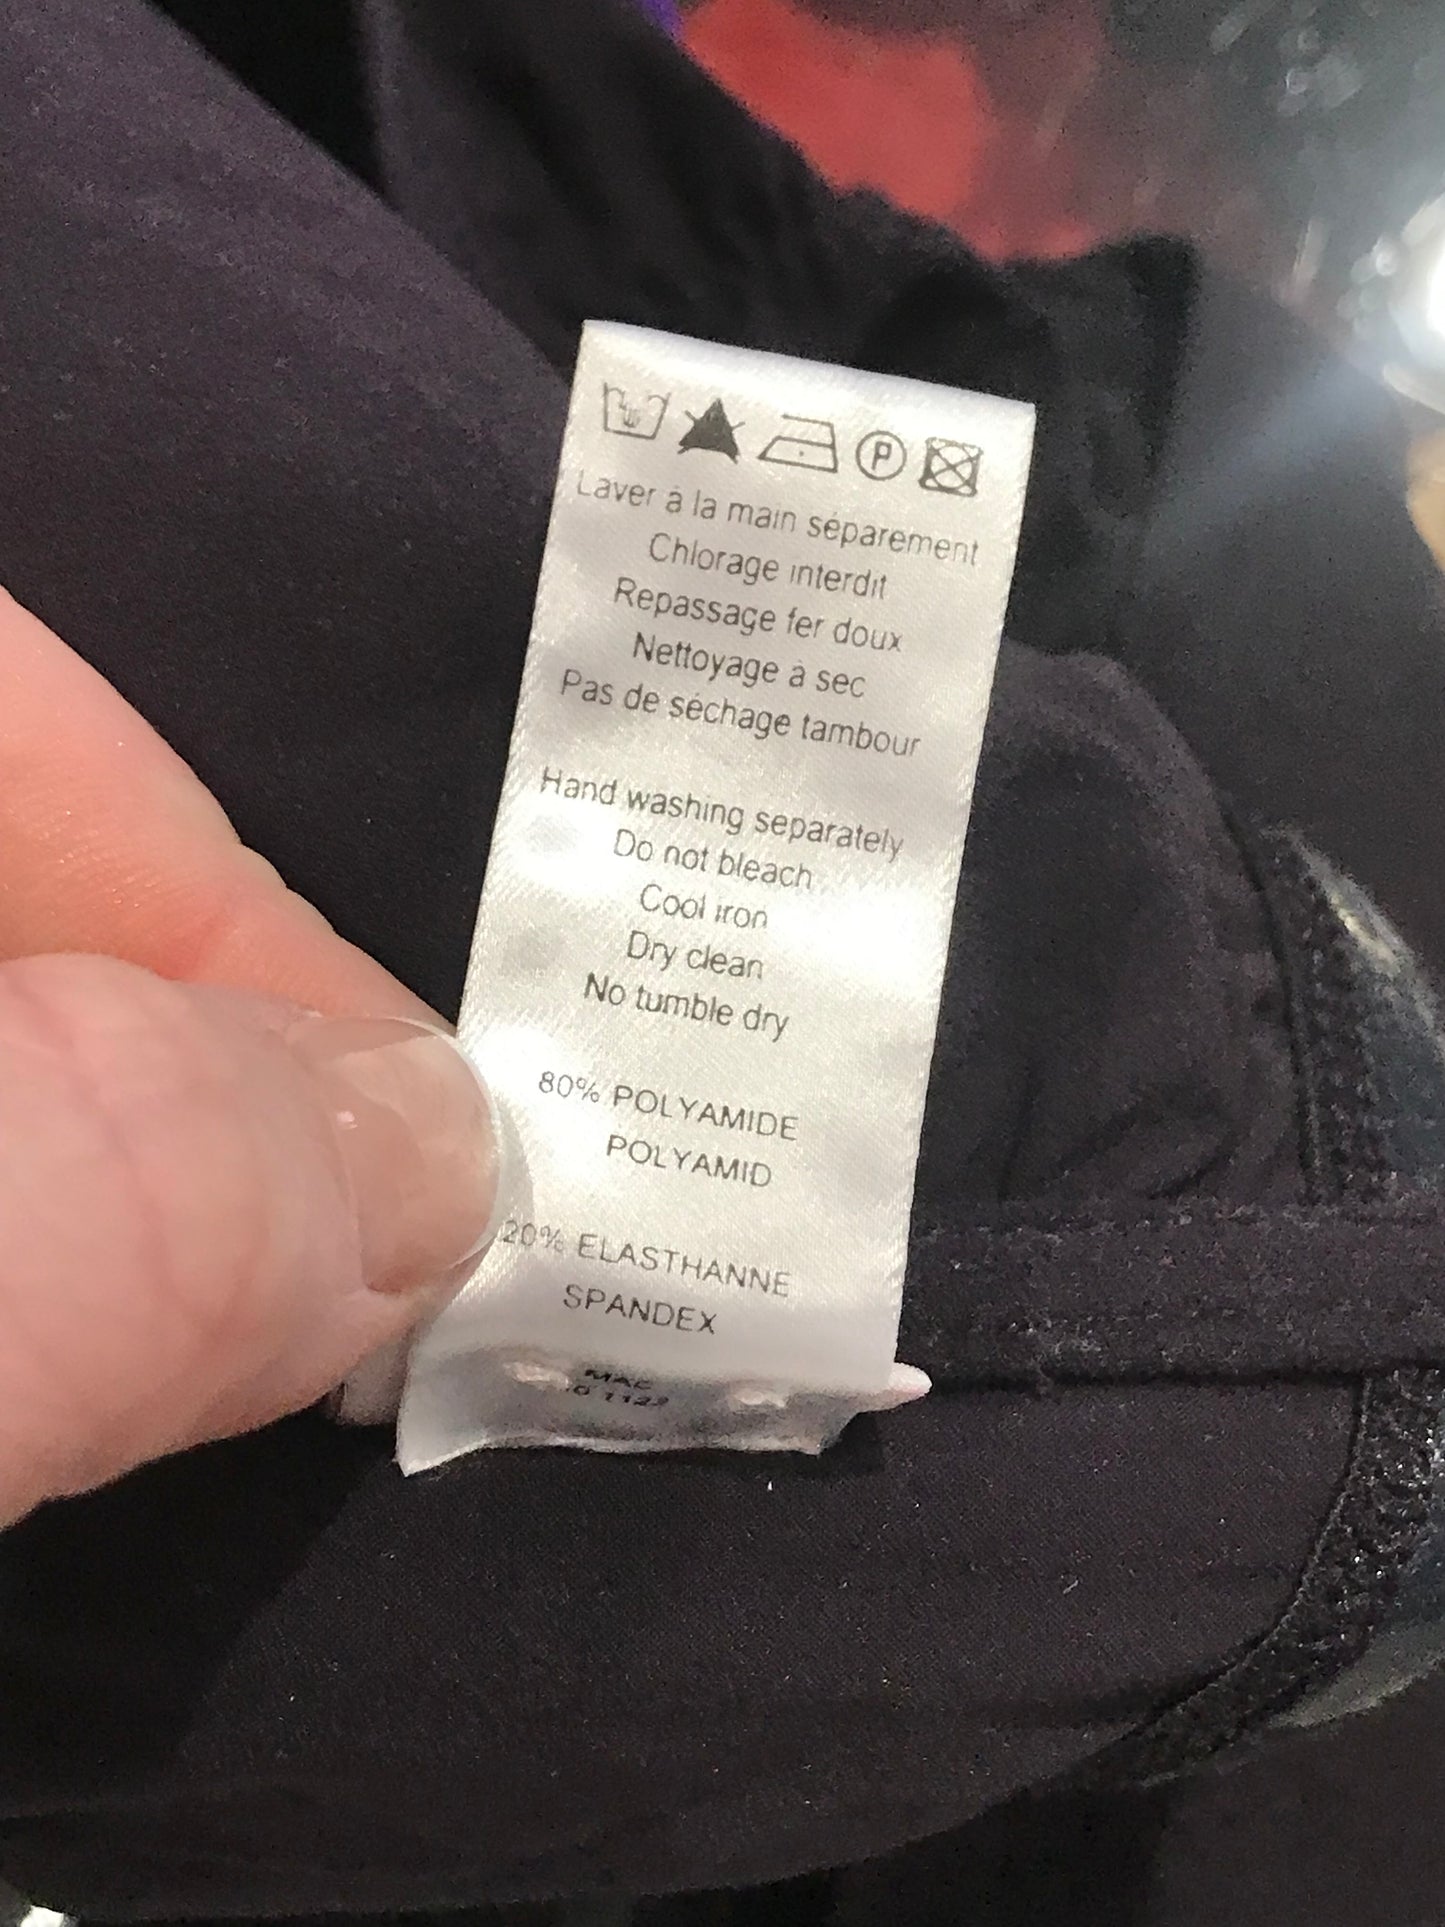 P
Laver à la main séparement
Chlorage interdit
Repassage fer doux
Nettoyage à sec
Pas de séchage tambour
Hand washing separately
Do not bleach
Cool iron
Dry clean
No tumble dry
80% POLYAMIDE
POLYAMID
20% ELASTHANNE
SPANDEX